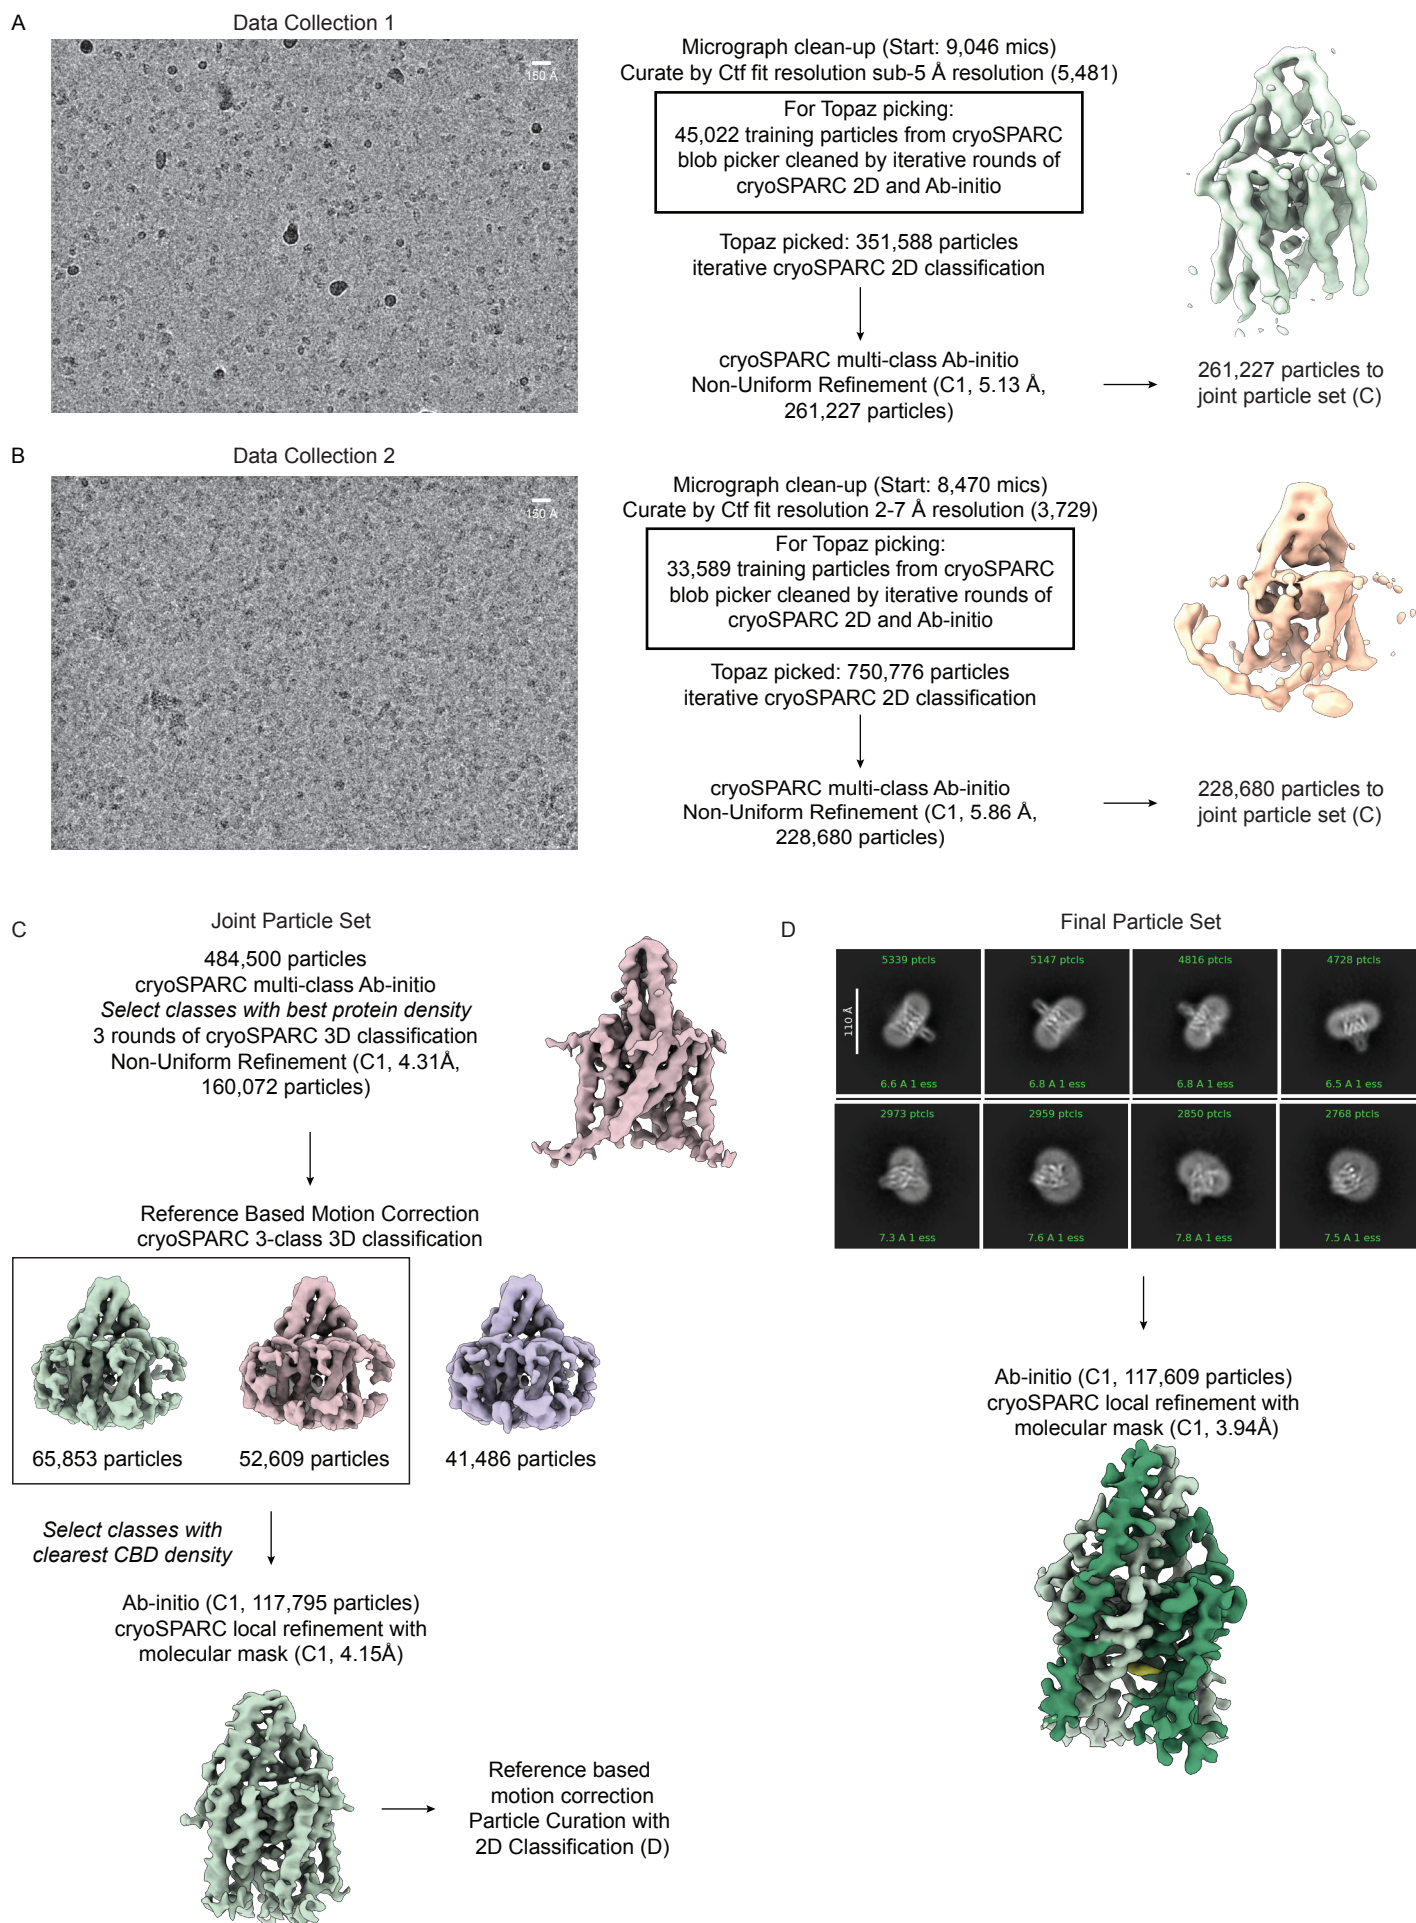 A
Data Collection 1
150 Å
Micrograph clean-up (Start: 9,046 mics)
Curate by Ctf fit resolution sub-5 Å resolution (5,481)
For Topaz picking:
45,022 training particles from cryoSPARC
blob picker cleaned by iterative rounds of
cryoSPARC 2D and Ab-initio
Topaz picked: 351,588 particles
iterative cryoSPARC 2D classification
cryoSPARC multi-class Ab-initio
Non-Uniform Refinement (C1, 5.13 Å,
261,227 particles)
261,227 particles to
joint particle set (C)
B
Data Collection 2
150 Å
Micrograph clean-up (Start: 8,470 mics)
Curate by Ctf fit resolution 2-7 Å resolution (3,729)
For Topaz picking:
33,589 training particles from cryoSPARC
blob picker cleaned by iterative rounds of
cryoSPARC 2D and Ab-initio
Topaz picked: 750,776 particles
iterative cryoSPARC 2D classification
cryoSPARC multi-class Ab-initio
Non-Uniform Refinement (C1, 5.86 Å,
228,680 particles)
228,680 particles to
joint particle set (C)
C
Joint Particle Set
484,500 particles
cryoSPARC multi-class Ab-initio
Select classes with best protein density
3 rounds of cryoSPARC 3D classification
Non-Uniform Refinement (C1, 4.31Å,
160,072 particles)
Reference Based Motion Correction
cryoSPARC 3-class 3D classification
65,853 particles
52,609 particles
41,486 particles
Select classes with
clearest CBD density
Ab-initio (C1, 117,795 particles)
cryoSPARC local refinement with
molecular mask (C1, 4.15Å)
Reference based
motion correction
Particle Curation with
2D Classification (D)
D
Final Particle Set
5339 ptcls
5147 ptcls
4816 ptcls
4728 ptcls
110 Å
6.6 A 1 ess
6.8 A 1 ess
6.8 A 1 ess
6.5 A 1 ess
2973 ptcls
2959 ptcls
2850 ptcls
2768 ptcls
7.3 A 1 ess
7.6 A 1 ess
7.8 A 1 ess
7.5 A 1 ess
Ab-initio (C1, 117,609 particles)
cryoSPARC local refinement with
molecular mask (C1, 3.94Å)